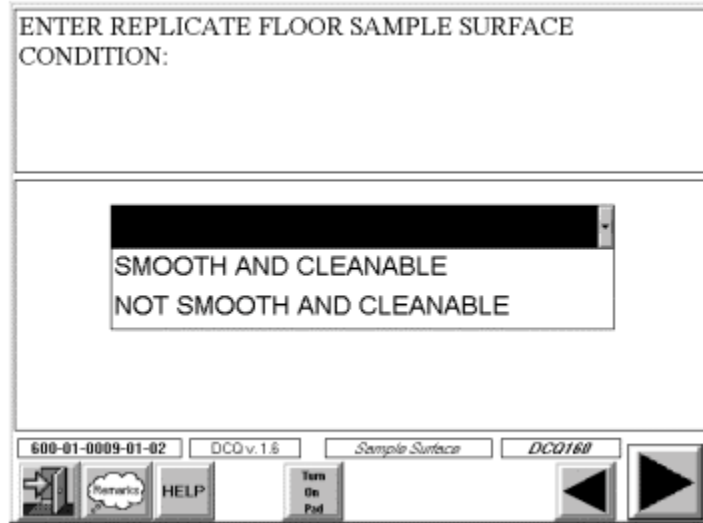 ENTER REPLICATE FLOOR SAMPLE SURFACE
CONDITION:
SMOOTH AND CLEANABLE
NOT SMOOTH AND CLEANABLE
600-01-0009-01-02 DCQ v. 1.6 Sample Surface DCQ160
Remarks HELP Turn
On
Pad